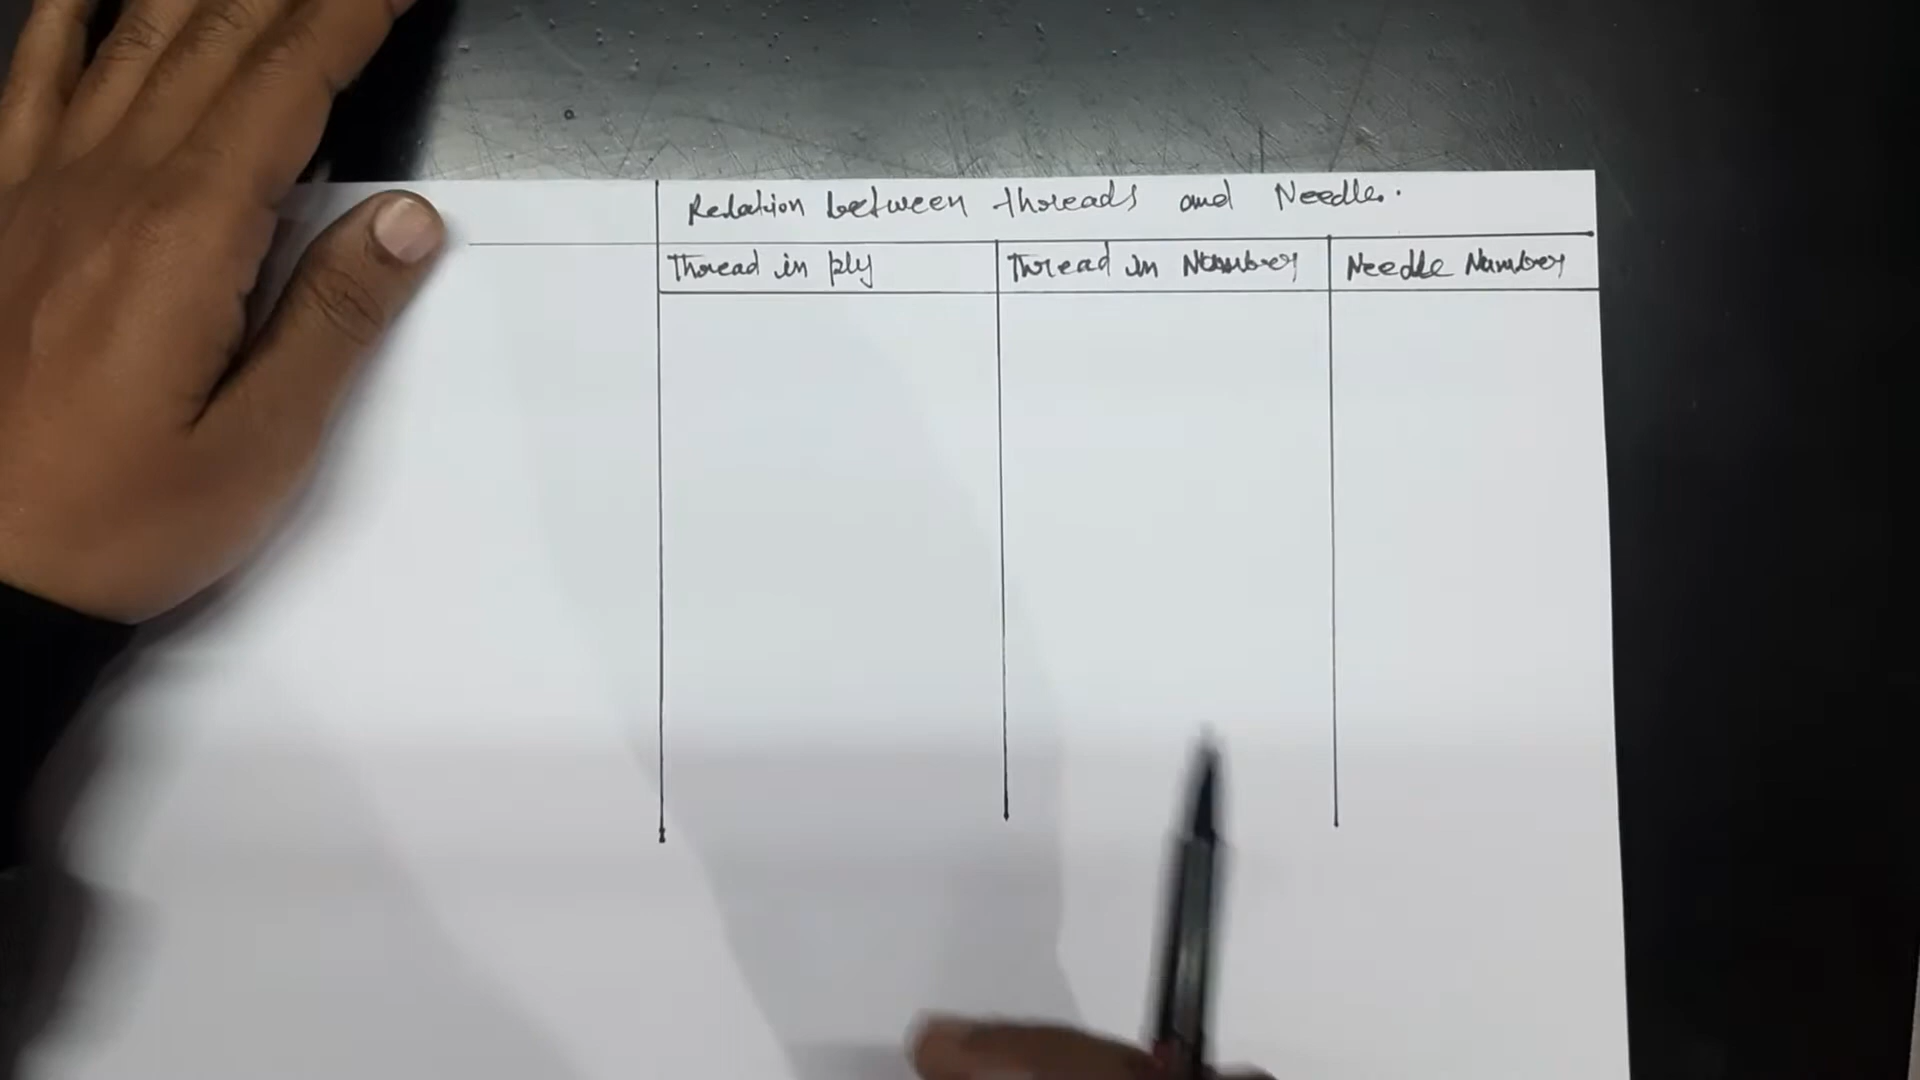 Relation between threads and Needle.
Thread in ply
Thread in Number
Needle Number